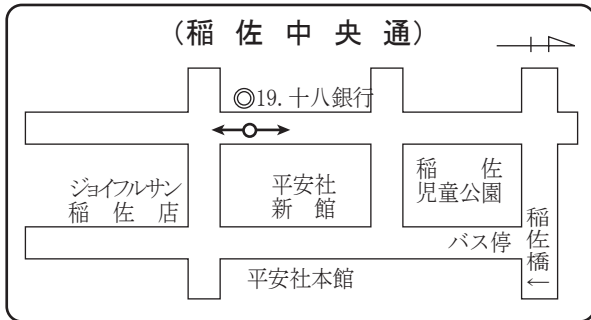 (稲佐中央通)
◎19. 十八銀行
ジョイフルサン
稲佐店
平安社
新館
稲佐
児童公園
バス停
稲佐橋↓
平安社本館